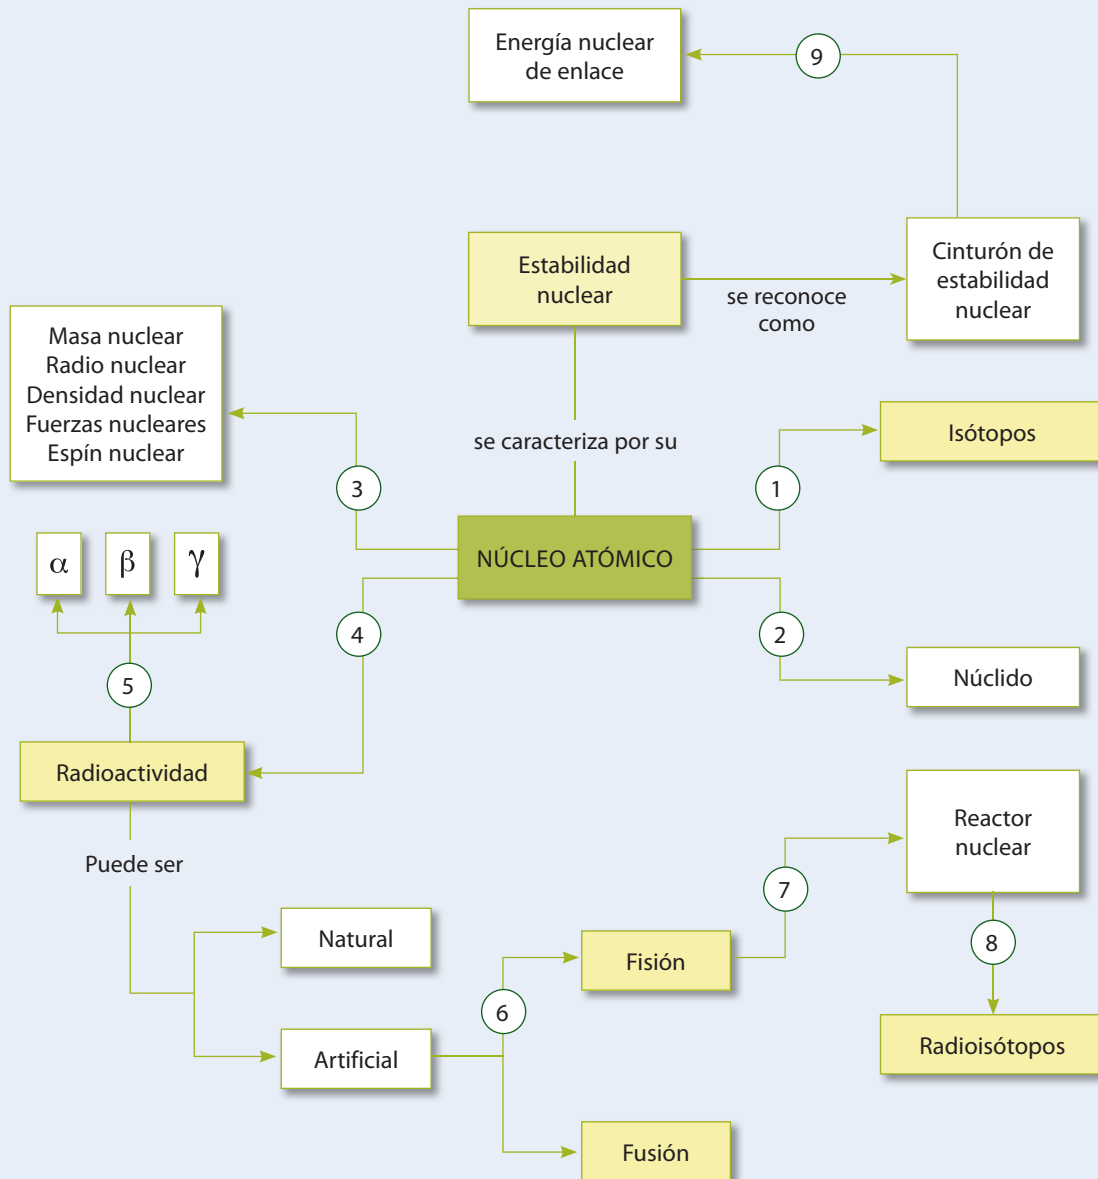 Energía nuclear
de enlace
9
Estabilidad
nuclear
se reconoce
como
Cinturón de
estabilidad
nuclear
Masa nuclear
Radio nuclear
Densidad nuclear
Fuerzas nucleares
Espín nuclear
se caracteriza por su
Isótopos
3
1
NÚCLEO ATÓMICO
α
β
γ
4
2
5
Núclido
Radioactividad
Puede ser
Reactor
nuclear
7
Natural
Fisión
8
6
Artificial
Radioisótopos
Fusión